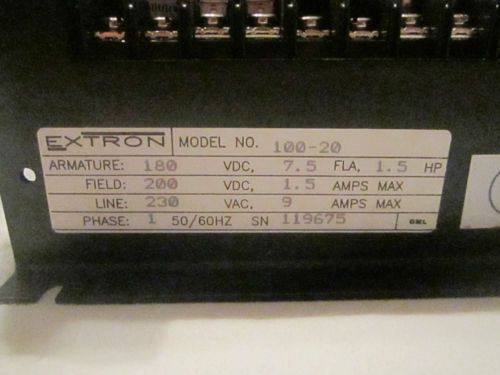 EXTRON MODEL NO. 100-20
ARMATURE: 180 VDC, 7.5 FLA, 1.5 HP
FIELD: 200 VDC, 1.5 AMPS MAX
LINE: 230 VAC, 9 AMPS MAX
PHASE: 1 50/60HZ SN 119675 GML